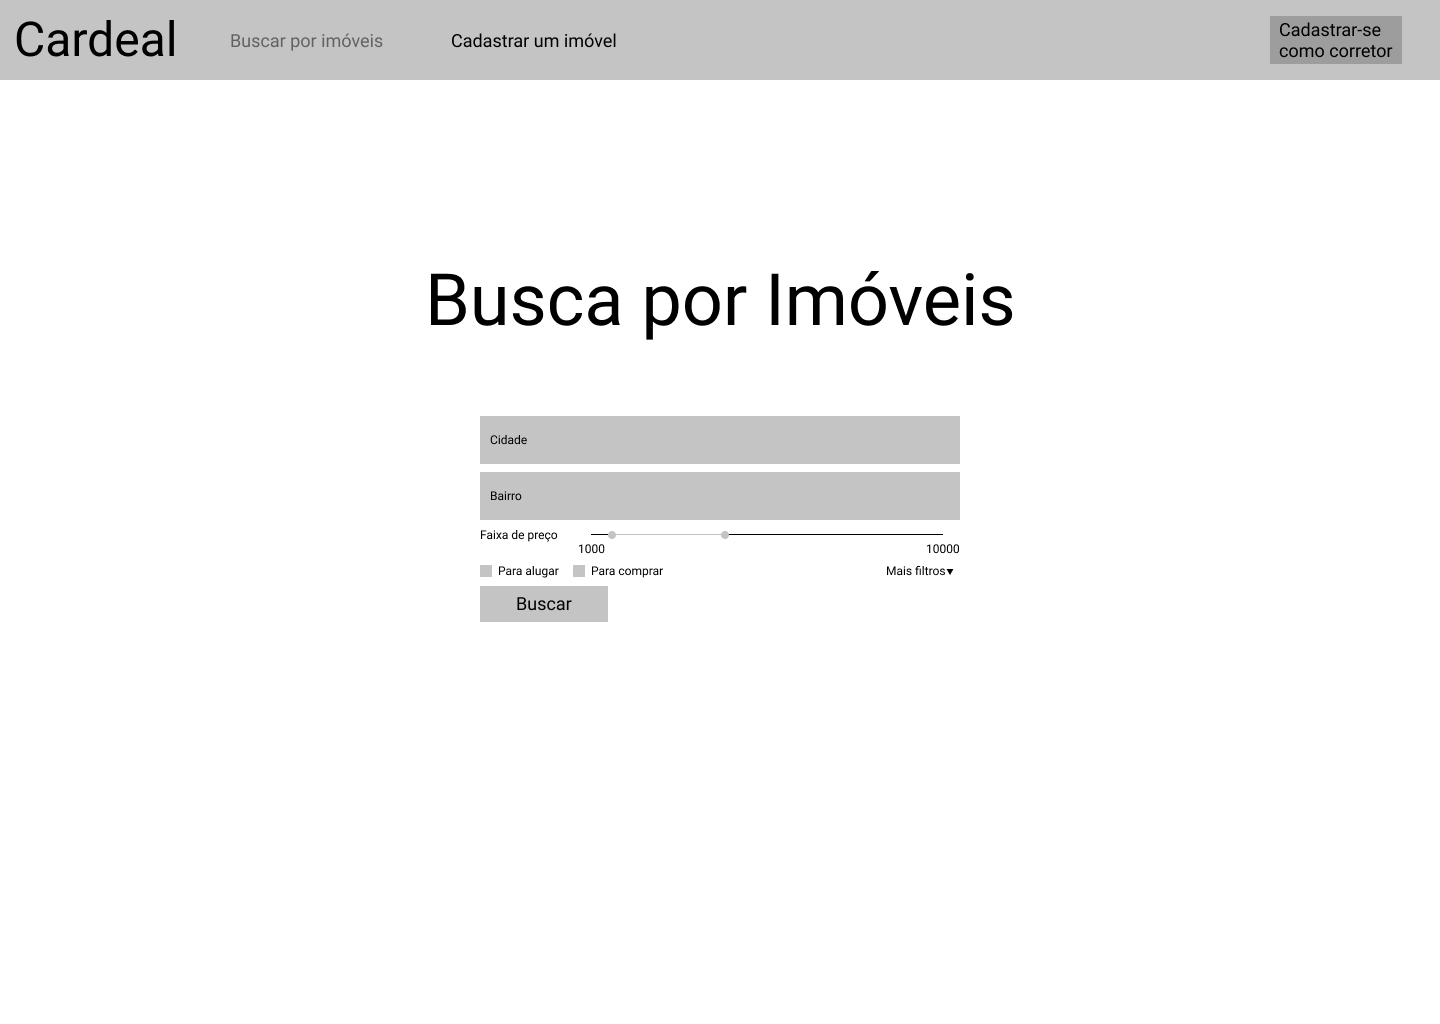 Cardeal
Buscar por imóveis
Cadastrar um imóvel
Cadastrar-se
como corretor
Busca por Imóveis
Cidade
Bairro
Faixa de preço
1000
10000
Para alugar
Para comprar
Mais filtros▾
Buscar